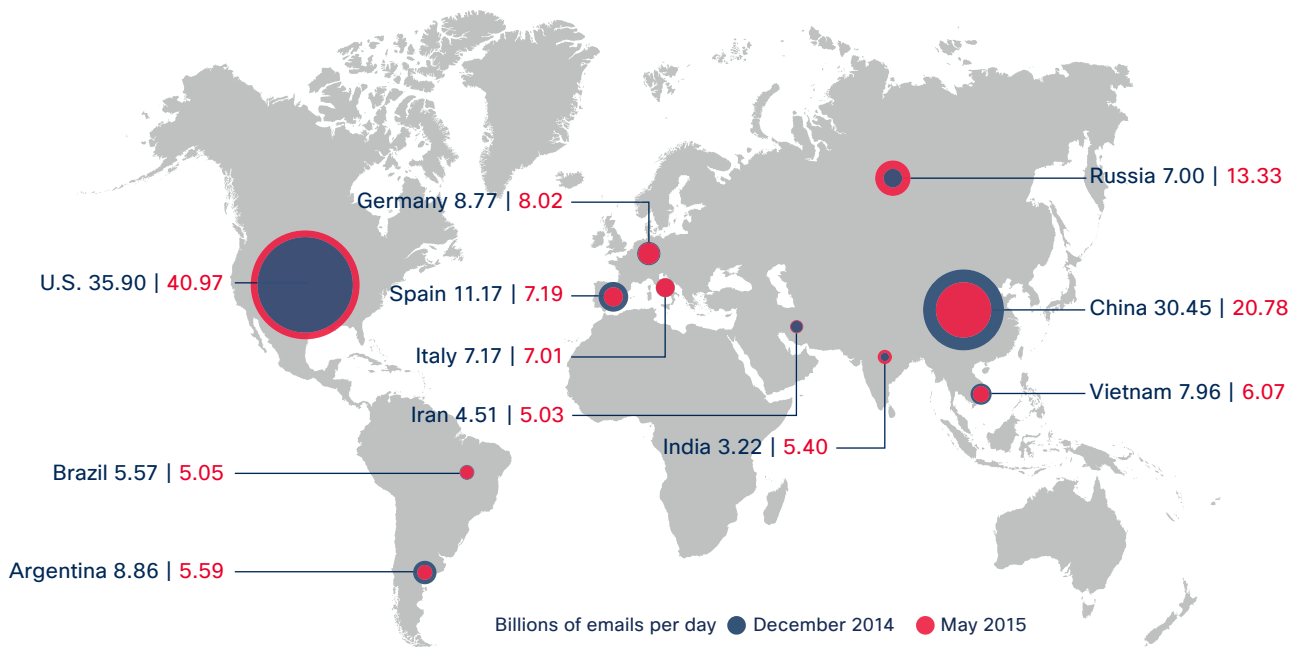 Russia 7.00 | 13.33
Germany 8.77 | 8.02
U.S. 35.90 | 40.97
Spain 11.17 | 7.19
China 30.45 | 20.78
Italy 7.17 | 7.01
Vietnam 7.96 | 6.07
Iran 4.51 | 5.03
India 3.22 | 5.40
Brazil 5.57 | 5.05
Argentina 8.86 | 5.59
Billions of emails per day December 2014 May 2015